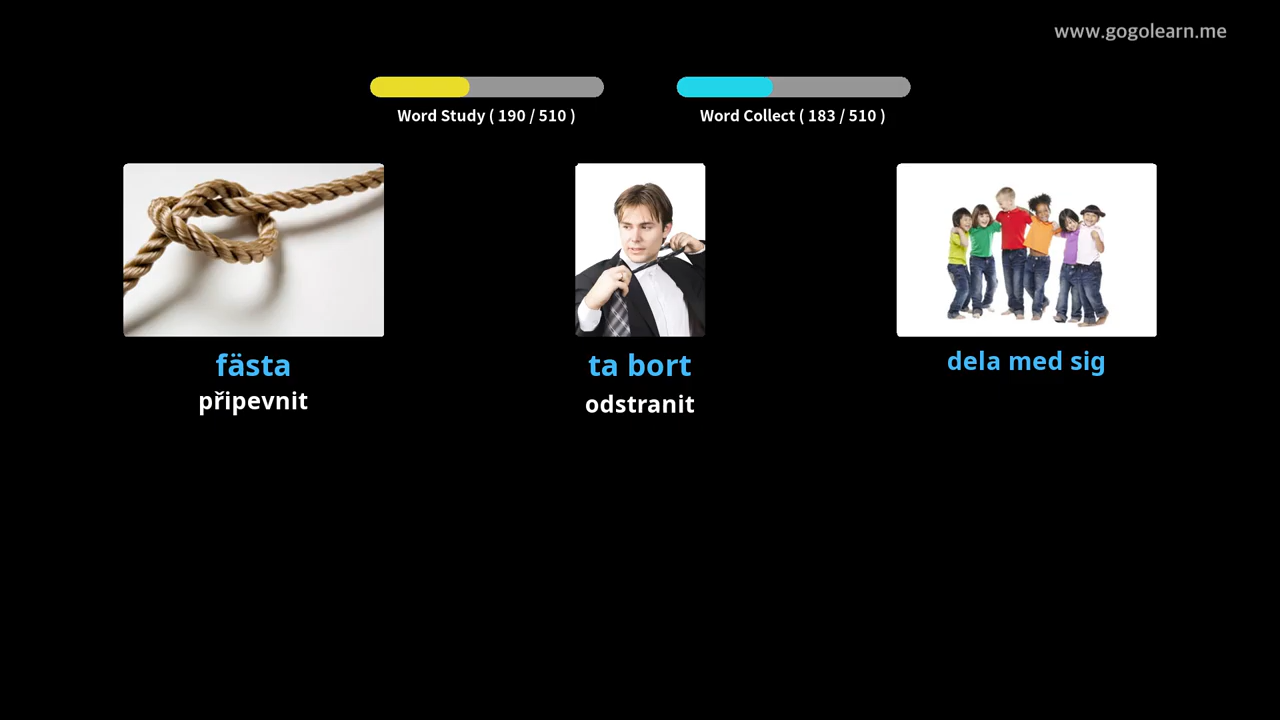 www.gogolearn.me
Word Study ( 190 / 510 )
Word Collect ( 183 / 510 )
fästa
připevnit
ta bort
odstranit
dela med sig